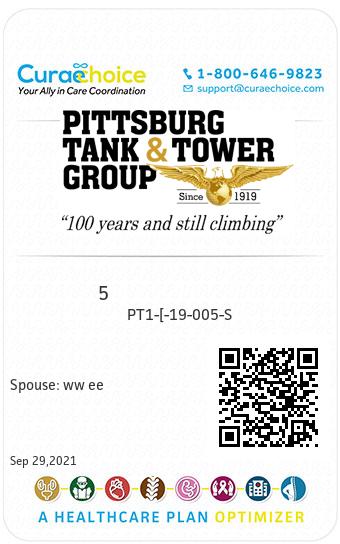 Curaechoice
Your Ally in Care Coordination
1-800-646-9823
support@curaechoice.com
PITTSBURG
TANK & TOWER
GROUP
Since 1919
“100 years and still climbing”
5
PT1-[-19-005-S
Spouse: ww ee
Sep 29,2021
A HEALTHCARE PLAN OPTIMIZER